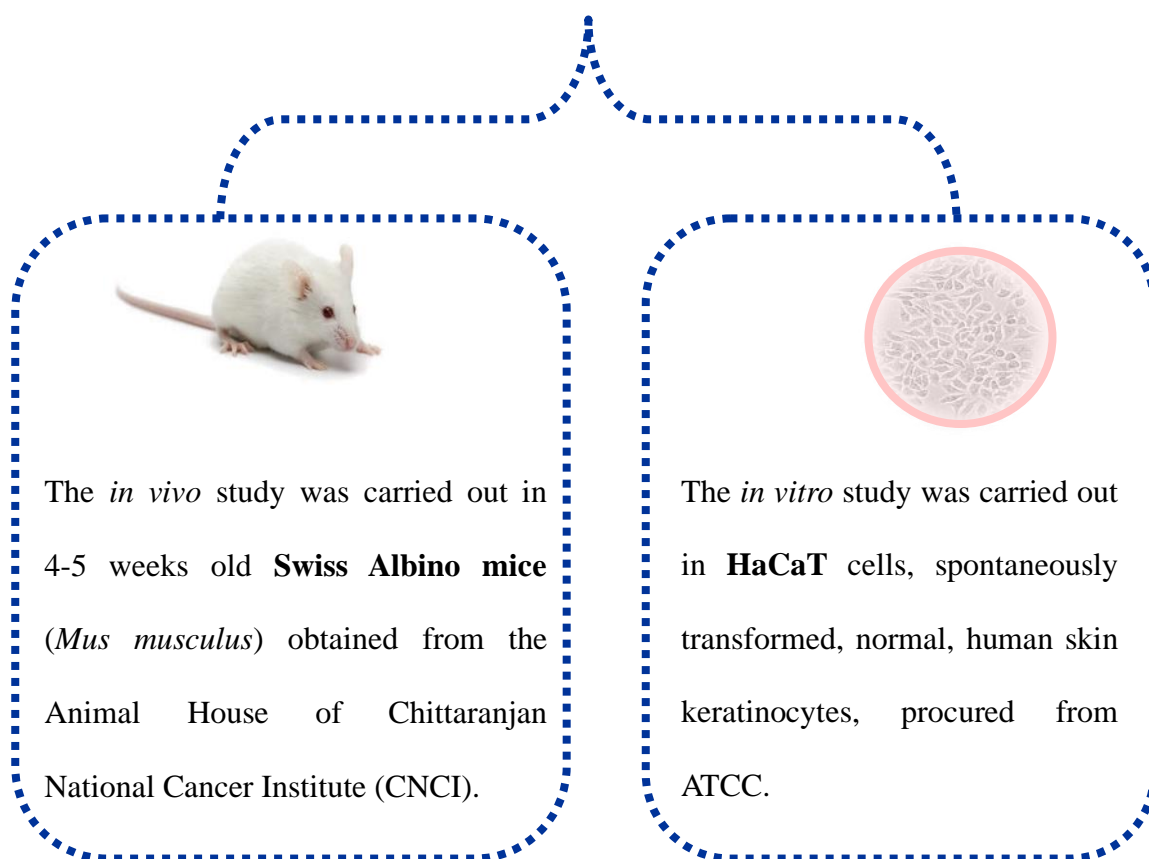 The in vivo study was carried out in
4-5 weeks old Swiss Albino mice
(Mus musculus) obtained from the
Animal House of Chittaranjan
National Cancer Institute (CNCI).
The in vitro study was carried out
in HaCaT cells, spontaneously
transformed, normal, human skin
keratinocytes, procured from
ATCC.